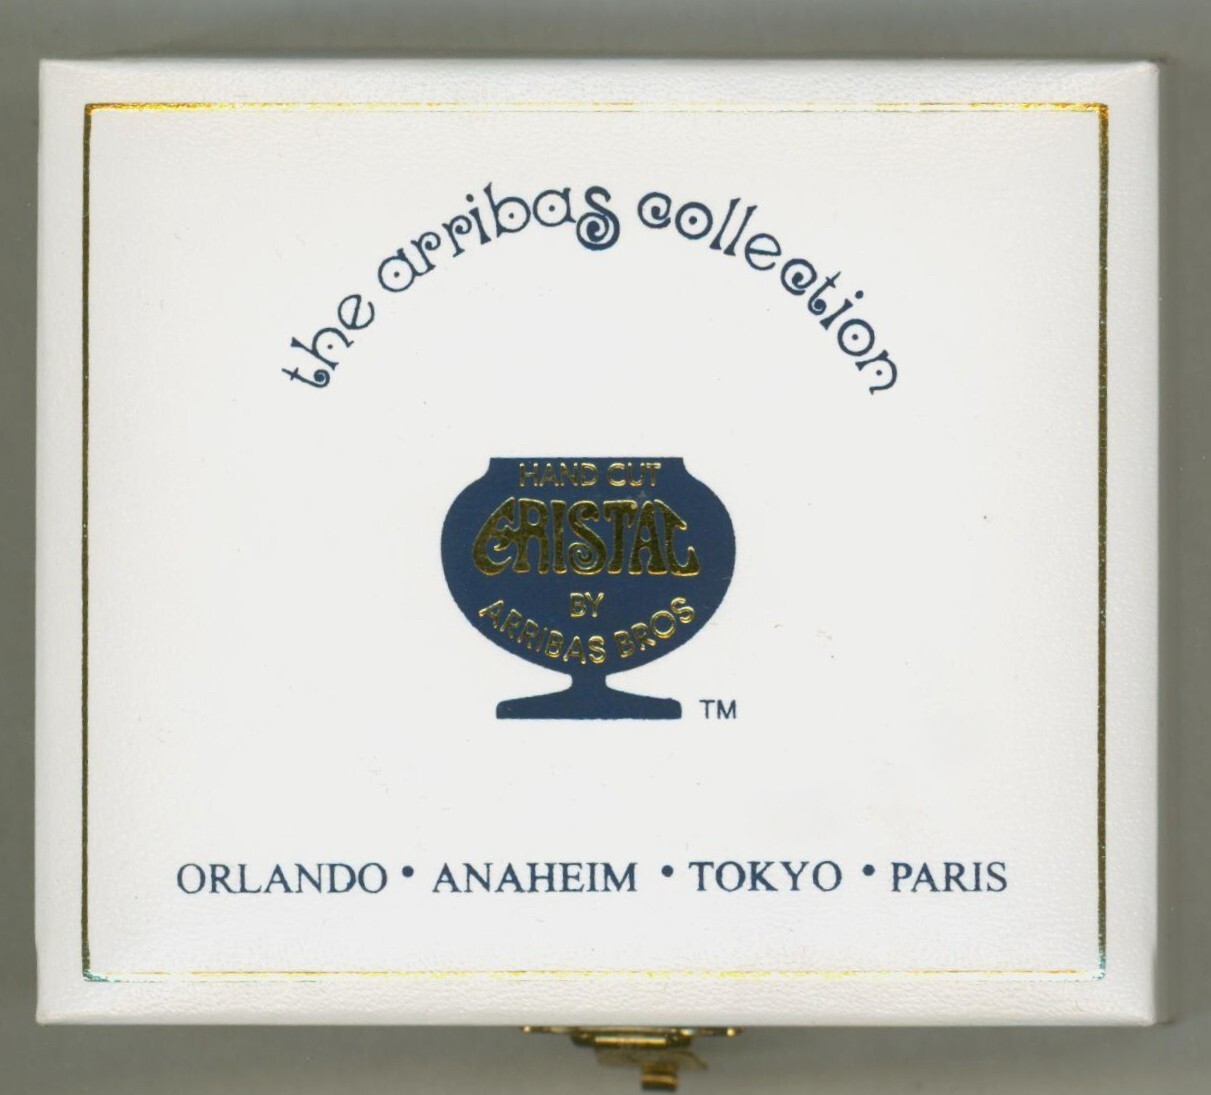 the arribas collection
HAND CUT
CRISTAL
BY
ARRIBAS BROS
TM
ORLANDO • ANAHEIM • TOKYO • PARIS